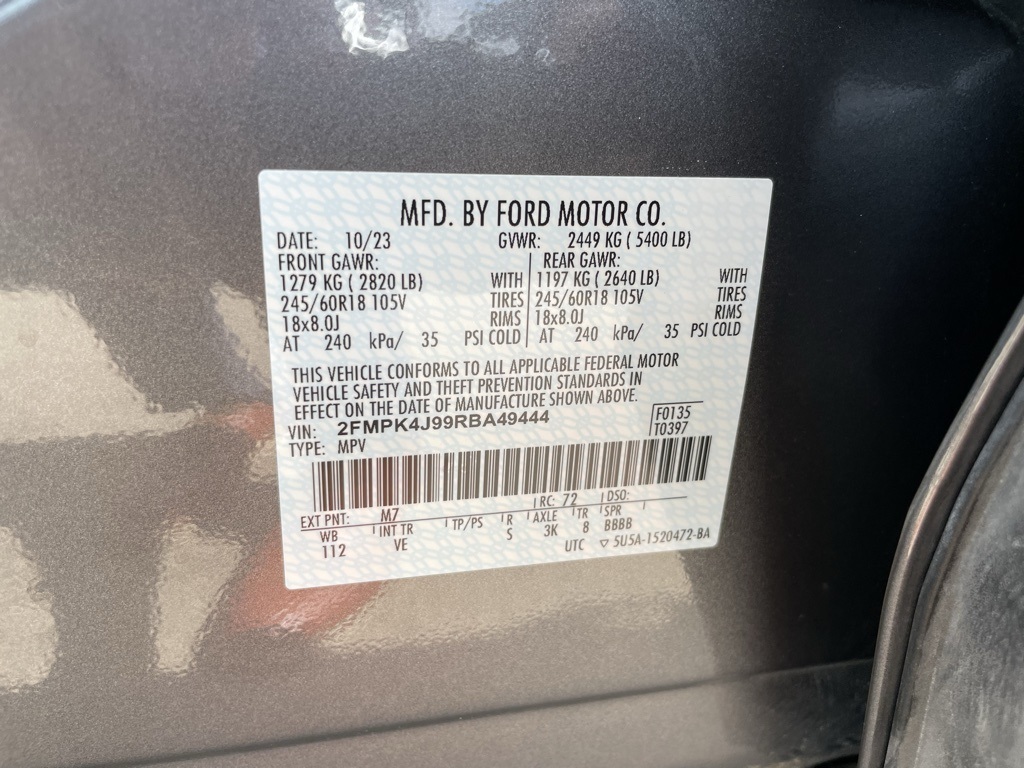 MFD. BY FORD MOTOR CO.
DATE: 10/23 GVWR: 2449 KG ( 5400 LB)
FRONT GAWR: REAR GAWR:
1279 KG ( 2820 LB) WITH 1197 KG ( 2640 LB) WITH
245/60R18 105V TIRES 245/60R18 105V TIRES
18x8.0J RIMS 18x8.0J RIMS
AT 240 kPa/ 35 PSI COLD AT 240 kPa/ 35 PSI COLD
THIS VEHICLE CONFORMS TO ALL APPLICABLE FEDERAL MOTOR
VEHICLE SAFETY AND THEFT PREVENTION STANDARDS IN
EFFECT ON THE DATE OF MANUFACTURE SHOWN ABOVE.
VIN: 2FMPK4J99RBA49444 F0135
TYPE: MPV T0397
EXT PNT: M7 RC: 72 DSO:
WB INT TR TP/PS R AXLE TR SPR
112 VE S 3K 8 BBBB
UTC ▽ 5U5A-1520472-BA